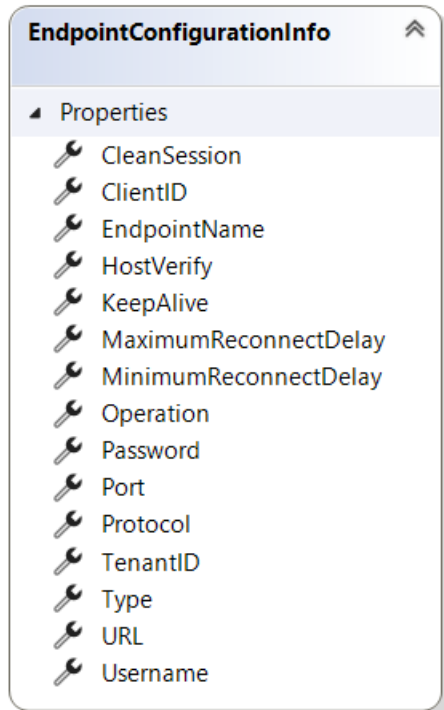 EndpointConfigurationInfo
Properties
CleanSession
ClientID
EndpointName
HostVerify
KeepAlive
MaximumReconnectDelay
MinimumReconnectDelay
Operation
Password
Port
Protocol
TenantID
Type
URL
Username